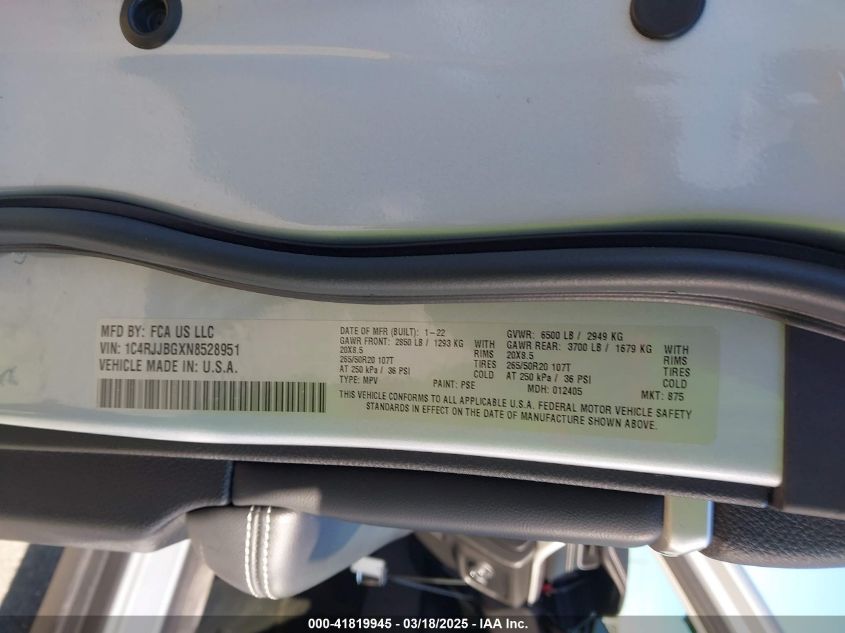 MFD BY: FCA US LLC
VIN: 1C4RJJBGXN8528951
VEHICLE MADE IN: U.S.A.
DATE OF MFR (BUILT): 1-22
GAWR FRONT: 2850 LB / 1293 KG WITH
20X8.5 RIMS
265/50R20 107T TIRES
AT 250 kPa / 36 PSI COLD
TYPE: MPV PAINT: PSE
GVWR: 6500 LB / 2949 KG
GAWR REAR: 3700 LB / 1679 KG WITH
20X8.5 RIMS
265/50R20 107T TIRES
AT 250 kPa / 36 PSI COLD
MDH: 012405 MKT: 875
THIS VEHICLE CONFORMS TO ALL APPLICABLE U.S.A. FEDERAL MOTOR VEHICLE SAFETY
STANDARDS IN EFFECT ON THE DATE OF MANUFACTURE SHOWN ABOVE.
000-41819945 - 03/18/2025 - IAA Inc.